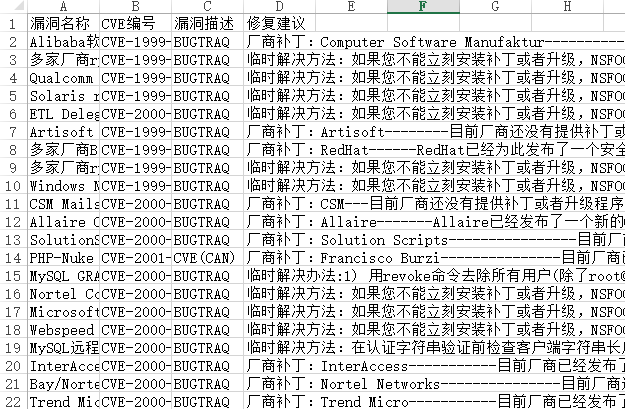 A B C D E F G H
1 漏洞名称 CVE编号 漏洞描述 修复建议
2 Alibaba软 CVE-1999- BUGTRAQ 厂商补丁：Computer Software Manufaktur----------
3 多家厂商r CVE-1999- BUGTRAQ 临时解决方法：如果您不能立刻安装补丁或者升级，NSFO
4 Qualcomm CVE-1999- BUGTRAQ 临时解决方法：如果您不能立刻安装补丁或者升级，NSFO
5 Solaris r CVE-1999- BUGTRAQ 临时解决方法：如果您不能立刻安装补丁或者升级，NSFO
6 ETL Deleg CVE-2000- BUGTRAQ 临时解决方法：如果您不能立刻安装补丁或者升级，NSFO
7 Artisoft CVE-1999- BUGTRAQ 厂商补丁：Artisoft--------目前厂商还没有提供补丁或
8 多家厂商B CVE-1999- BUGTRAQ 厂商补丁：RedHat------RedHat已经为此发布了一个安全
9 多家厂商r CVE-1999- BUGTRAQ 临时解决方法：如果您不能立刻安装补丁或者升级，NSFO
10 Windows N CVE-1999- BUGTRAQ 临时解决方法：如果您不能立刻安装补丁或者升级，NSFO
11 CSM Mails CVE-2000- BUGTRAQ 厂商补丁：CSM---目前厂商还没有提供补丁或者升级程序
12 Allaire C CVE-2000- BUGTRAQ 厂商补丁：Allaire-------Allaire已经发布了一个新的
13 SolutionS CVE-2000- BUGTRAQ 厂商补丁：Solution Scripts----------------目前厂
14 PHP-Nuke CVE-2001- CVE(CAN) 厂商补丁：Francisco Burzi---------------目前厂商
15 MySQL GRA CVE-2000- BUGTRAQ 临时解决办法:1) 用revoke命令去除所有用户(除了root@
16 Nortel Co CVE-2000- BUGTRAQ 临时解决方法：如果您不能立刻安装补丁或者升级，NSFO
17 Microsoft CVE-2000- BUGTRAQ 临时解决方法：如果您不能立刻安装补丁或者升级，NSFO
18 Webspeed CVE-2000- BUGTRAQ 临时解决方法：如果您不能立刻安装补丁或者升级，NSFO
19 MySQL远程 CVE-2000- BUGTRAQ 临时解决方法：在认证字符串验证前检查客户端字符串长
20 InterAcce CVE-2000- BUGTRAQ 厂商补丁：InterAccess-----------目前厂商已经发布了
21 Bay/Norte CVE-2000- BUGTRAQ 厂商补丁：Nortel Networks---------------目前厂商
22 Trend Mic CVE-2000- BUGTRAQ 厂商补丁：Trend Micro-----------目前厂商已经发布了